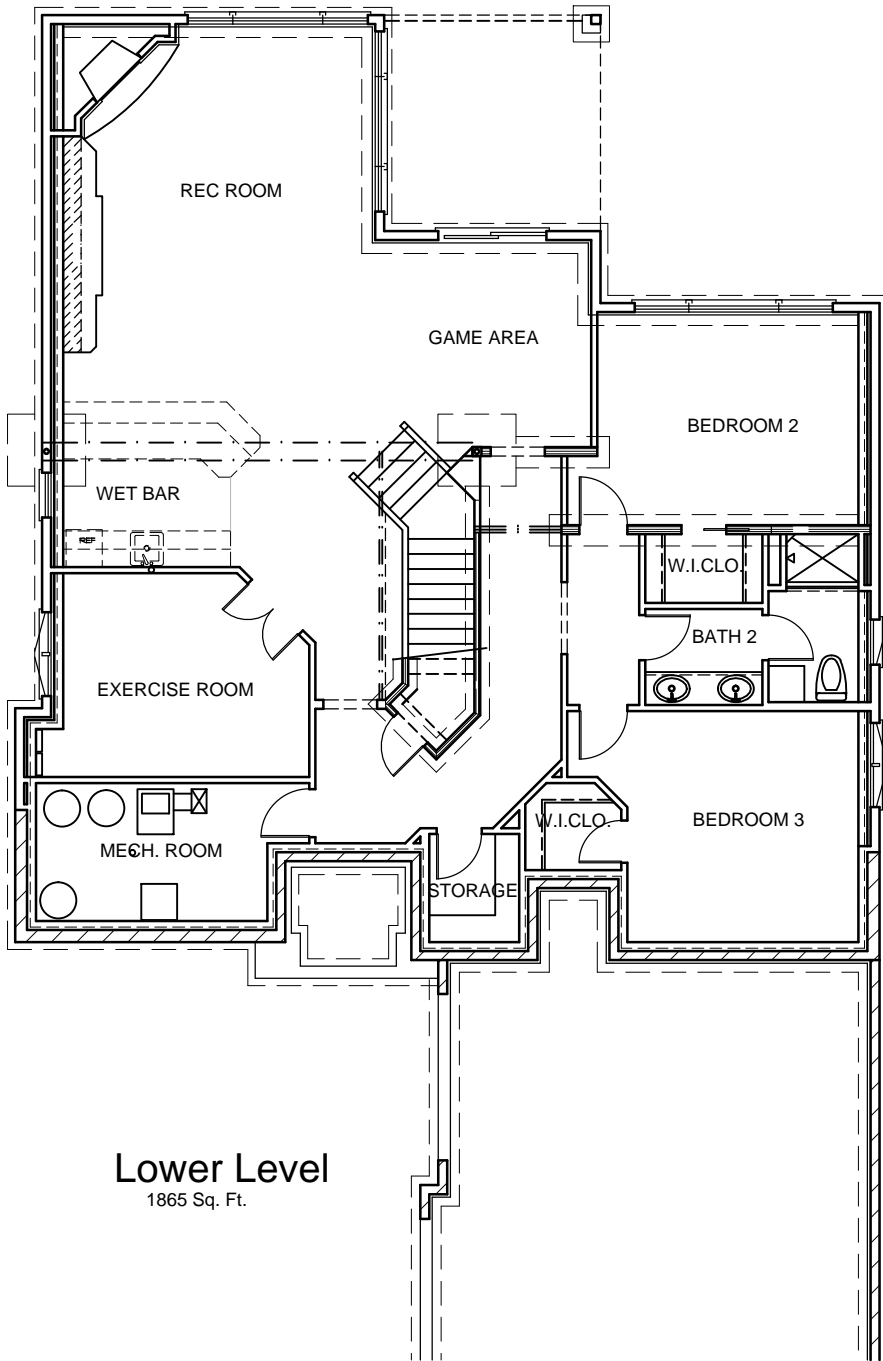 REC ROOM
GAME AREA
BEDROOM 2
WET BAR
REF
W.I.CLO.
BATH 2
EXERCISE ROOM
W.I.CLO.
BEDROOM 3
MECH. ROOM
STORAGE
Lower Level
1865 Sq. Ft.